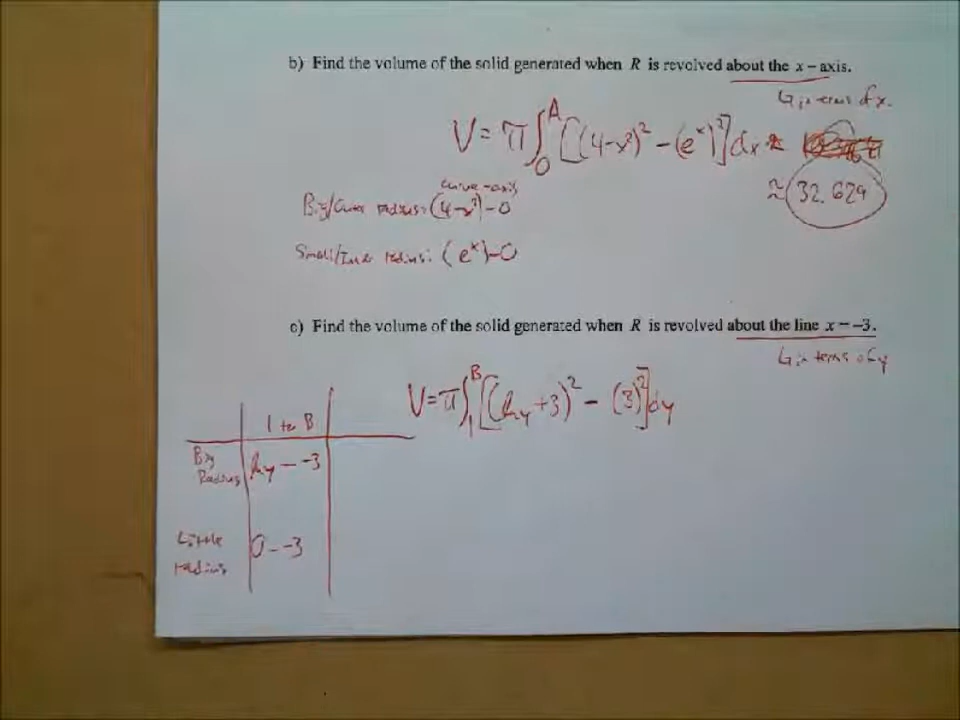 b) Find the volume of the solid generated when R is revolved about the x – axis.
↳ in terms of x.
V = π∫₀ᴬ [(4-x²)² - (eˣ)²]dx
≈ 32.629
curve - axis
Big/Outer radius: (4-x²)-0
Small/Inner radius: (eˣ)-0
c) Find the volume of the solid generated when R is revolved about the line x = –3.
↳ in terms of y
V=π∫₁ᴮ [(ln y+3)² - (3)²]dy
1 to B
Big Radius ln y - -3
Little radius 0 - -3